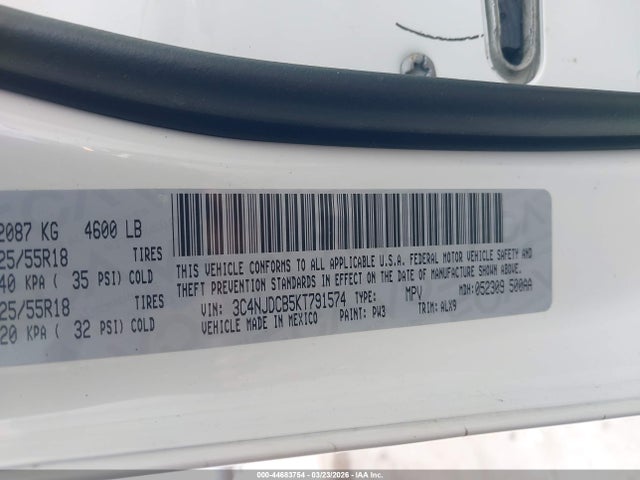 2087 KG 4600 LB
25/55R18 TIRES
40 KPA ( 35 PSI) COLD
25/55R18 TIRES
20 KPA ( 32 PSI) COLD
THIS VEHICLE CONFORMS TO ALL APPLICABLE U.S.A. FEDERAL MOTOR VEHICLE SAFETY AND
THEFT PREVENTION STANDARDS IN EFFECT ON THE DATE OF MANUFACTURE SHOWN ABOVE.
VIN: 3C4NJDCB5KT791574 TYPE: MPV MDH: 052309 500AA
VEHICLE MADE IN MEXICO PAINT: PW3 TRIM: ALX9
000-44683754 - 03/23/2026 - IAAI.COM